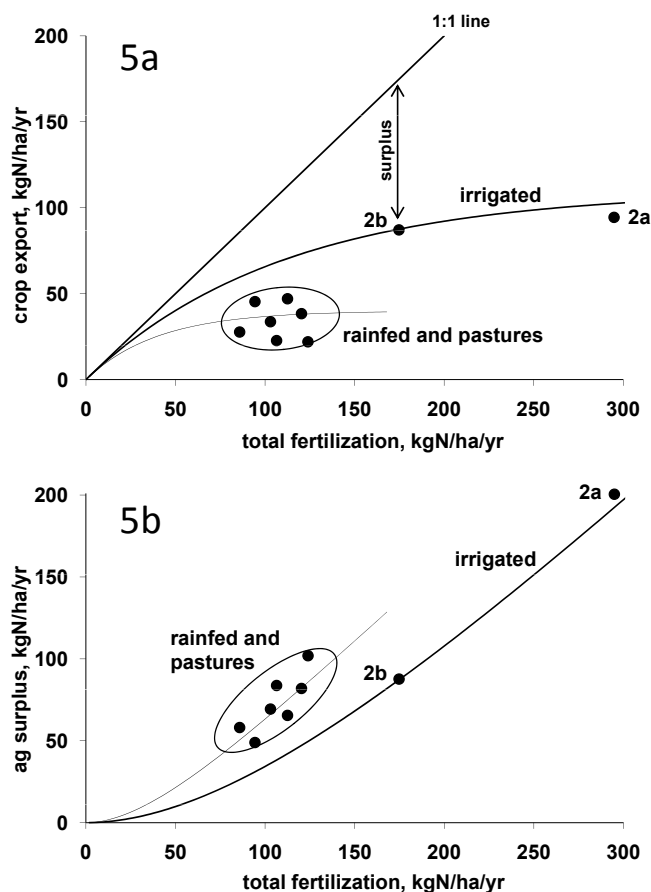 1:1 line
5a
200
150
100
50
0
crop export, kgN/ha/yr
surplus
irrigated
2b
2a
rainfed and pastures
0 50 100 150 200 250 300
total fertilization, kgN/ha/yr
5b
200
150
100
50
0
ag surplus, kgN/ha/yr
2a
irrigated
rainfed and
pastures
2b
0 50 100 150 200 250 300
total fertilization, kgN/ha/yr